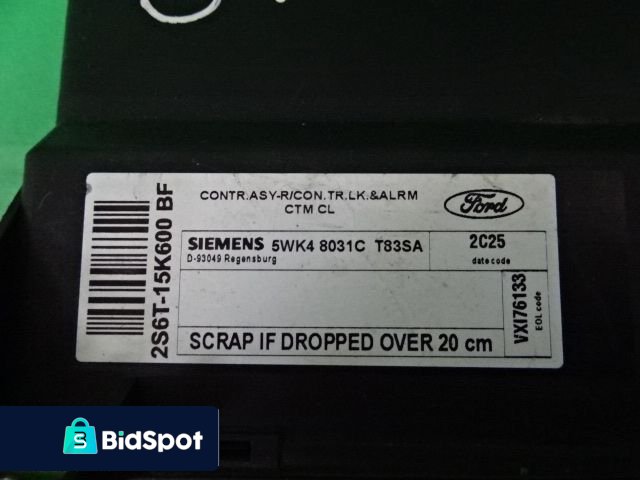 CONTR.ASY-R/CON.TR.LK.&ALRM
CTM CL
Ford
SIEMENS 5WK4 8031C T83SA
D-93049 Regensburg
2C25
date code
VXI76133
EOL code
SCRAP IF DROPPED OVER 20 cm
2S6T-15K600 BF
BidSpot